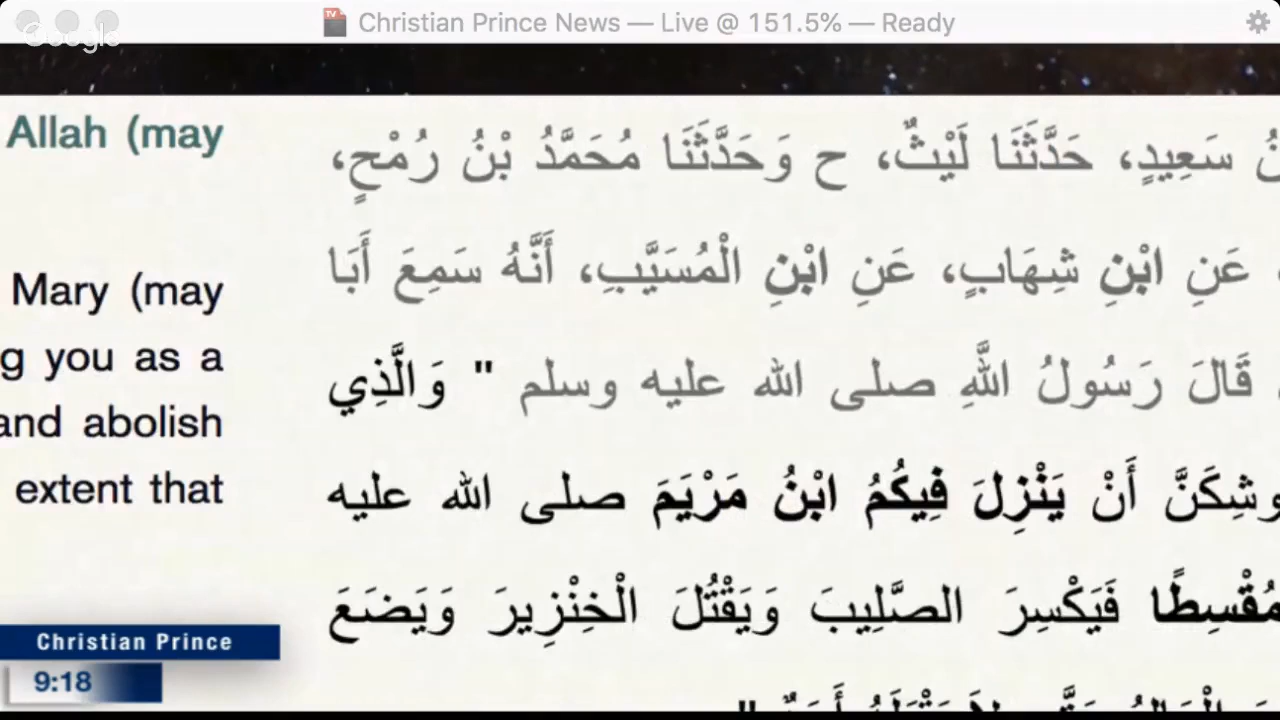 Christian Prince News — Live @ 151.5% — Ready
Google
Allah (may
Mary (may
g you as a
and abolish
extent that
سَعِيدٍ، حَدَّثَنَا لَيْثٌ، ح وَحَدَّثَنَا مُحَمَّدُ بْنُ رُمْحٍ،
عَنِ ابْنِ شِهَابٍ، عَنِ ابْنِ الْمُسَيَّبِ، أَنَّهُ سَمِعَ أَبَا
قَالَ رَسُولُ اللَّهِ صلى الله عليه وسلم " وَالَّذِي
وشِكَنَّ أَنْ يَنْزِلَ فِيكُمُ ابْنُ مَرْيَمَ صلى الله عليه
مُقْسِطًا فَيَكْسِرَ الصَّلِيبَ وَيَقْتُلَ الْخِنْزِيرَ وَيَضَعَ
Christian Prince
9:18